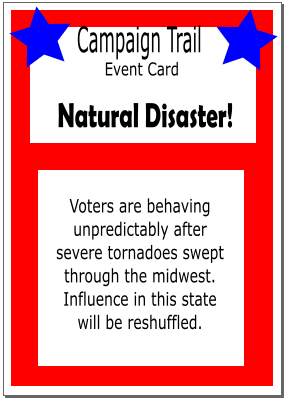 Campaign Trail
Event Card
Natural Disaster!
Voters are behaving
unpredictably after
severe tornadoes swept
through the midwest.
Influence in this state
will be reshuffled.